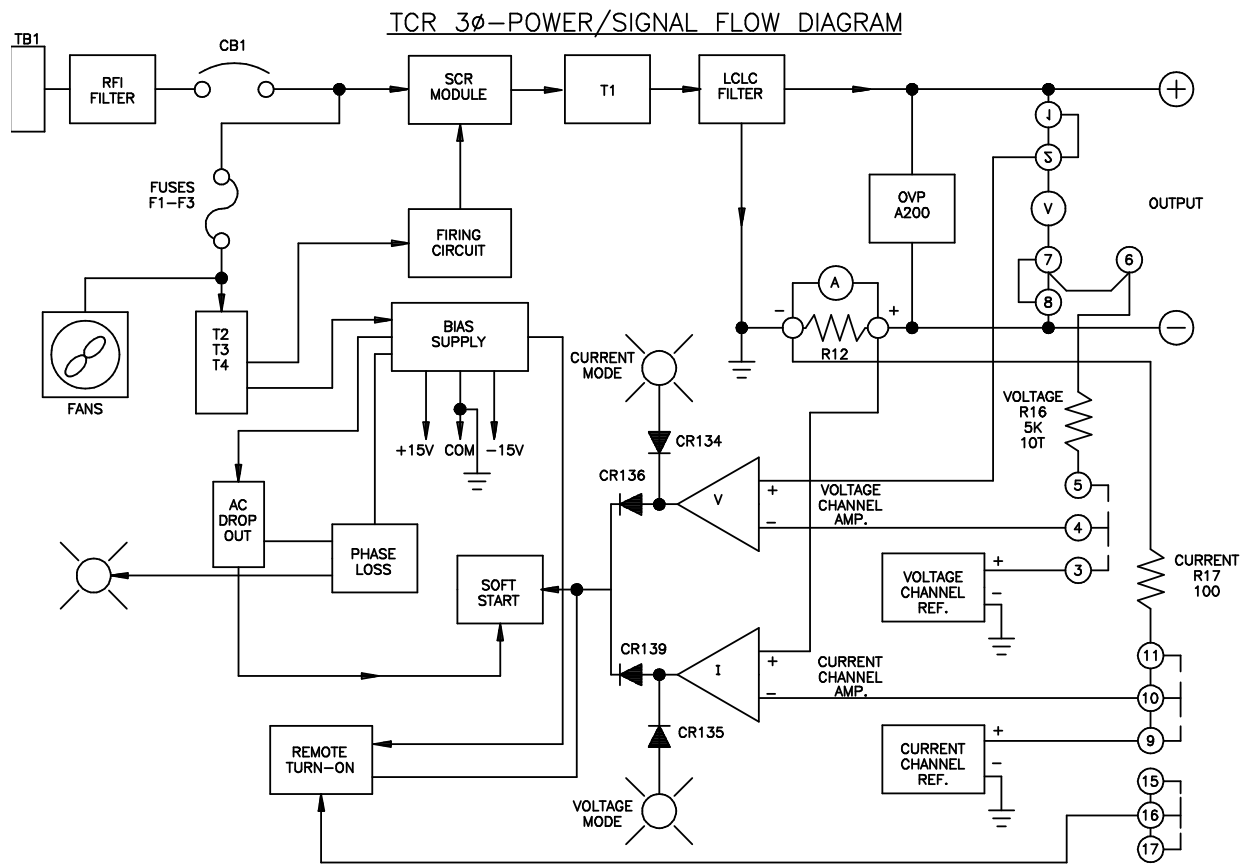 TCR 3ø-POWER/SIGNAL FLOW DIAGRAM
TB1
RFI
FILTER
CB1
SCR
MODULE
T1
LCLC
FILTER
+
1
2
FUSES
F1-F3
FIRING
CIRCUIT
OVP
A200
V
OUTPUT
7
6
8
A
-
+
R12
-
T2
T3
T4
BIAS
SUPPLY
FANS
CURRENT
MODE
+15V
COM
-15V
CR134
VOLTAGE
R16
5K
10T
CR136
V
+
-
VOLTAGE
CHANNEL
AMP.
5
4
3
AC
DROP
OUT
PHASE
LOSS
SOFT
START
VOLTAGE
CHANNEL
REF.
+
-
CURRENT
R17
100
CR139
I
+
-
CURRENT
CHANNEL
AMP.
11
10
9
REMOTE
TURN-ON
CR135
CURRENT
CHANNEL
REF.
+
-
VOLTAGE
MODE
15
16
17